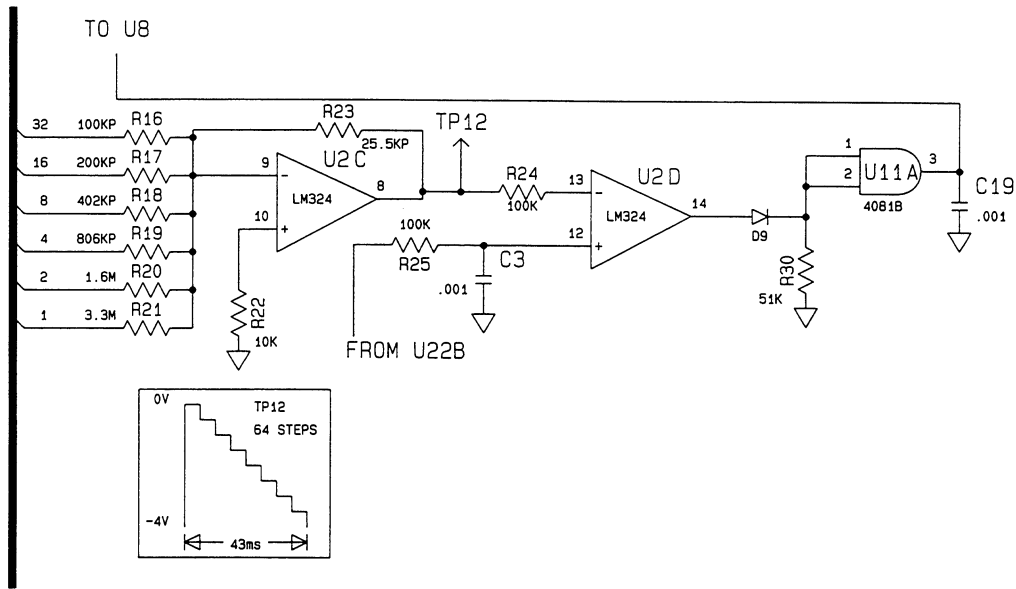 TO U8
32 100KP R16
16 200KP R17
8 402KP R18
4 806KP R19
2 1.6M R20
1 3.3M R21
R23
25.5KP
U2C
9
-
10
+
LM324
8
R22
10K
TP12
R24
100K
100K
R25
C3
.001
FROM U22B
13
-
12
+
U2D
LM324
14
D9
R30
51K
1
2
U11A
3
4081B
C19
.001
0V
TP12
64 STEPS
-4V
43ms